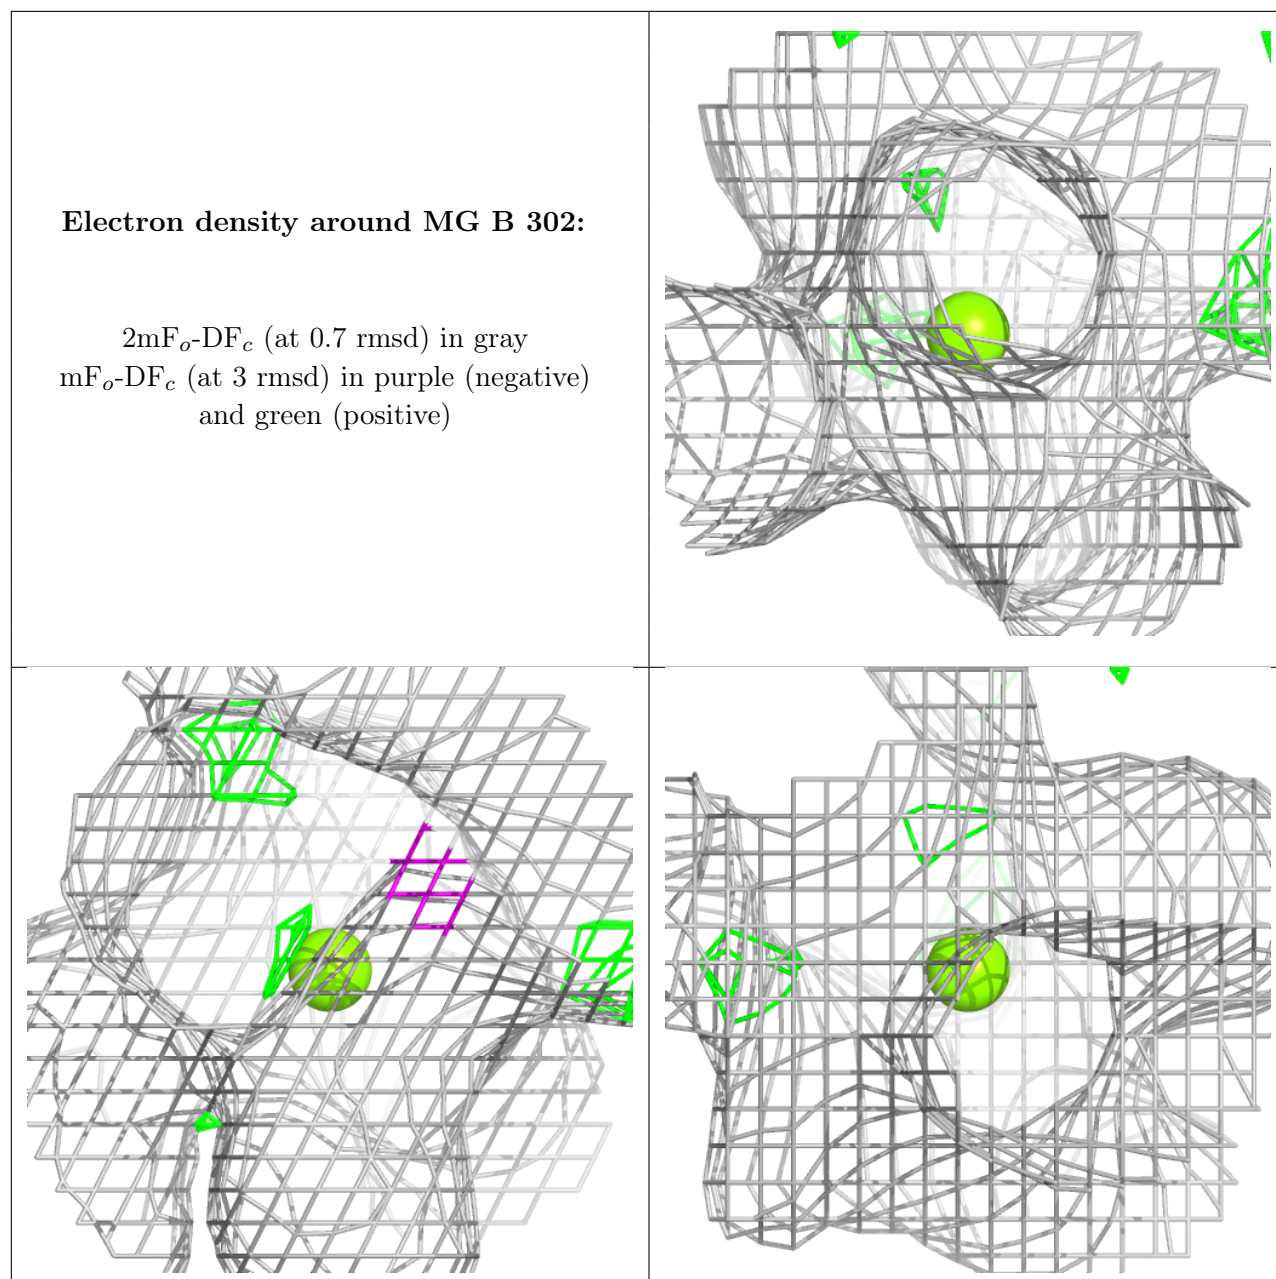 Electron density around MG B 302:
2mFo-DFc (at 0.7 rmsd) in gray
mFo-DFc (at 3 rmsd) in purple (negative)
and green (positive)